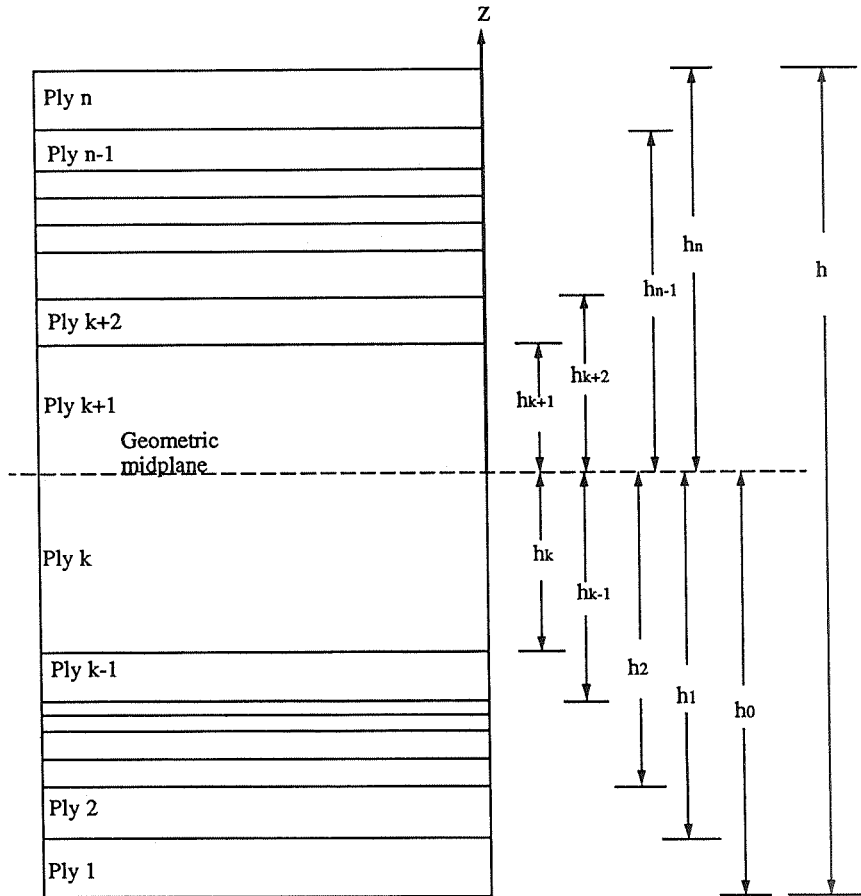 z
Ply n
Ply n-1
hn
h
hn-1
Ply k+2
hk+2
hk+1
Ply k+1
Geometric
midplane
Ply k
hk
hk-1
Ply k-1
h2
h1
h0
Ply 2
Ply 1